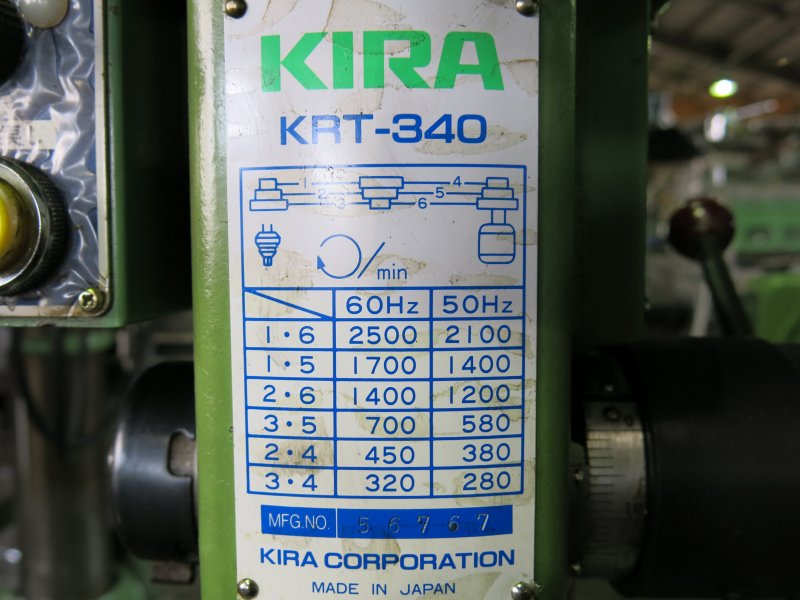 KIRA
KRT-340
1 4
2 5
3 6
/min
60Hz 50Hz
1・6 2500 2100
1・5 1700 1400
2・6 1400 1200
3・5 700 580
2・4 450 380
3・4 320 280
MFG.NO. 56767
KIRA CORPORATION
MADE IN JAPAN